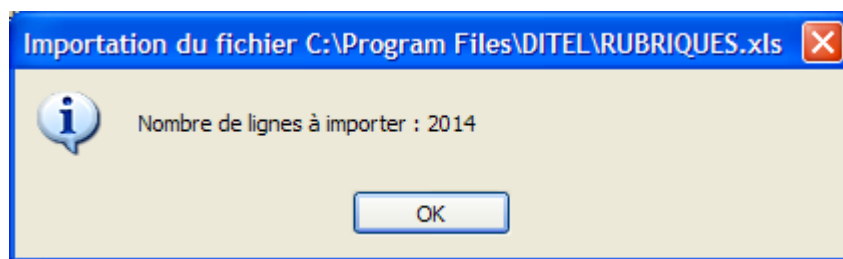 Importation du fichier C:\Program Files\DITEL\RUBRIQUES.xls
Nombre de lignes à importer : 2014
OK